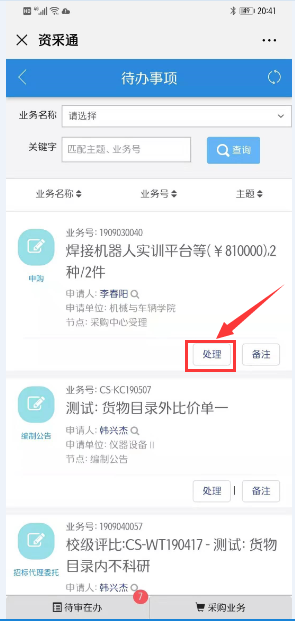 20:41
资采通
待办事项
业务名称 请选择
关键字 匹配主题、业务号 查询
业务名称 业务号 主题
业务号: 1909030040
焊接机器人实训平台等(￥810000),2
种/2件
申购
申请人: 李春阳
申请单位: 机械与车辆学院
节点: 采购中心受理
处理 备注
业务号: CS-KC190507
测试: 货物目录外比价单一
编制公告
申请人: 韩兴杰
申请单位: 仪器设备Ⅱ
节点: 编制公告
处理 | 备注
业务号: 1909040057
校级评比:CS-WT190417 - 测试: 货物
目录内不科研
招标代理委托
申请人: 韩兴杰
7
待审在办 采购业务